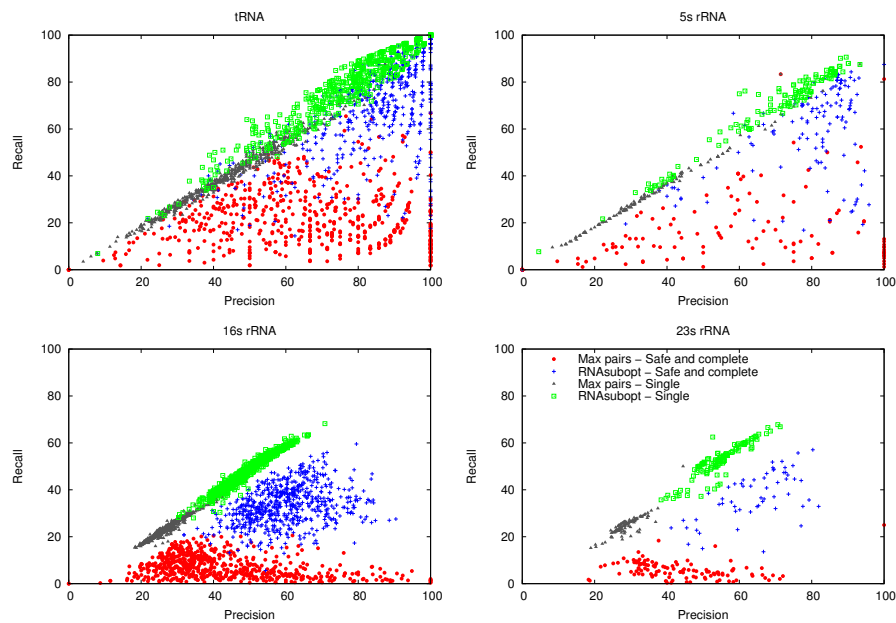 tRNA
100
80
60
40
20
0
Recall
0 20 40 60 80 100
Precision
5s rRNA
100
80
60
40
20
0
Recall
0 20 40 60 80 100
Precision
16s rRNA
100
80
60
40
20
0
Recall
0 20 40 60 80 100
Precision
23s rRNA
Max pairs − Safe and complete
RNAsubopt − Safe and complete
Max pairs − Single
RNAsubopt − Single
100
80
60
40
20
0
Recall
0 20 40 60 80 100
Precision